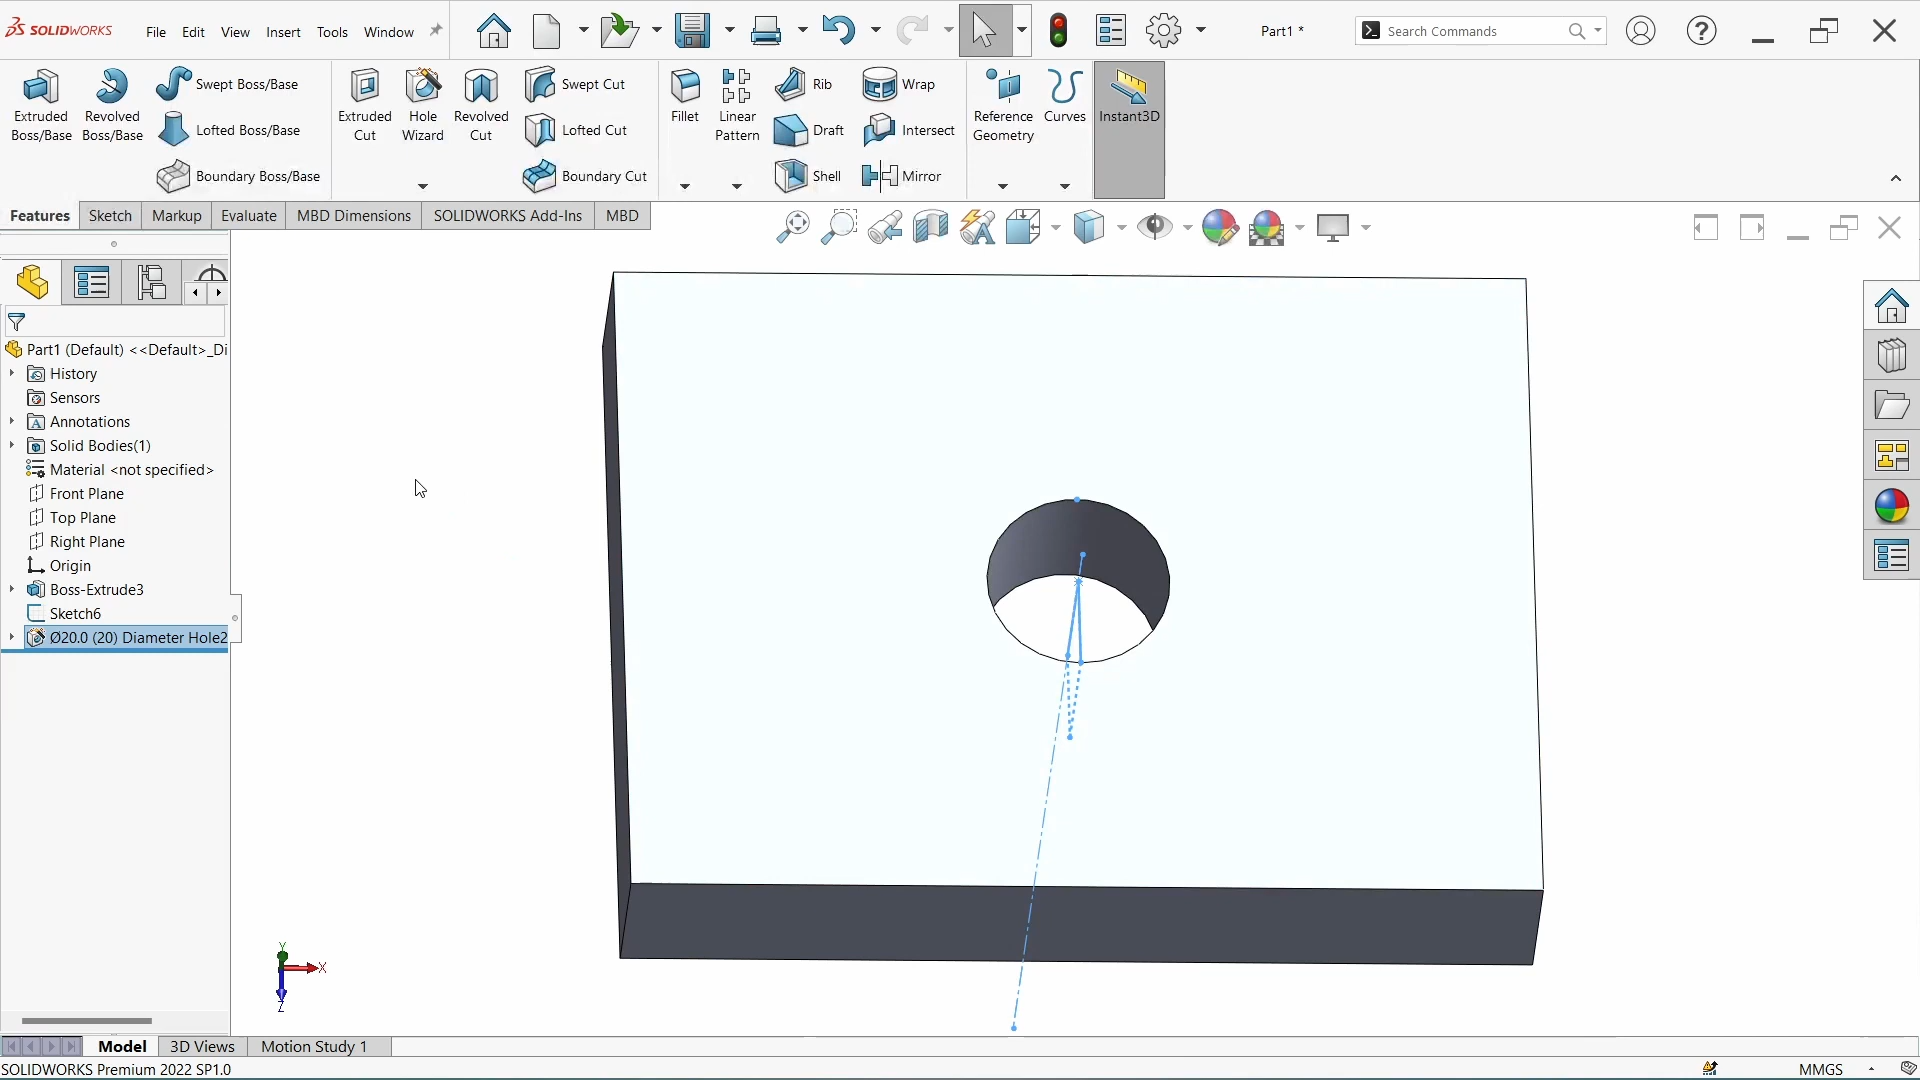 SOLIDWORKS
File Edit View Insert Tools Window
Part1 *
Search Commands
Extruded Boss/Base
Revolved Boss/Base
Swept Boss/Base
Lofted Boss/Base
Boundary Boss/Base
Extruded Cut
Hole Wizard
Revolved Cut
Swept Cut
Lofted Cut
Boundary Cut
Fillet
Linear Pattern
Rib
Draft
Shell
Wrap
Intersect
Mirror
Reference Geometry
Curves
Instant3D
Features Sketch Markup Evaluate MBD Dimensions SOLIDWORKS Add-Ins MBD
Part1 (Default) <<Default>_Di
History
Sensors
Annotations
Solid Bodies(1)
Material <not specified>
Front Plane
Top Plane
Right Plane
Origin
Boss-Extrude3
Sketch6
Ø20.0 (20) Diameter Hole2
Y
X
Z
Model 3D Views Motion Study 1
SOLIDWORKS Premium 2022 SP1.0
MMGS